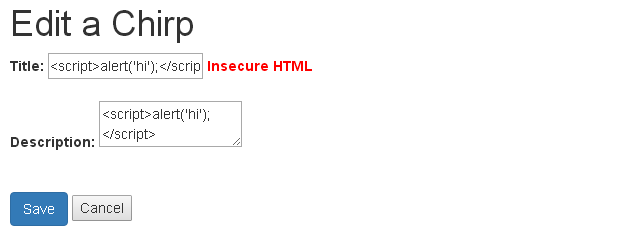 Edit a Chirp
Title: <script>alert('hi');</scrip Insecure HTML
<script>alert('hi');
Description: </script>
Save Cancel